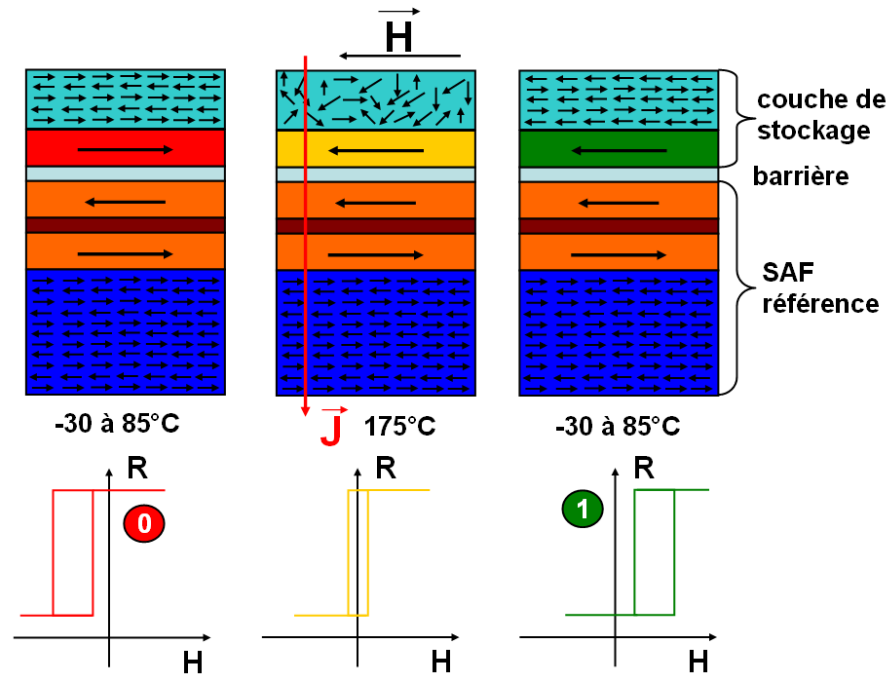 H
couche de
stockage
barrière
SAF
référence
-30 à 85°C
J
175°C
-30 à 85°C
R
R
R
0
1
H
H
H